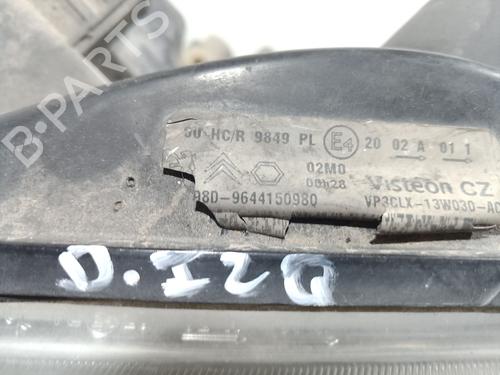 B-PARTS
50 HC/R 9849 PL E4 20 02 A 01 1
02M0
00h28 Visteon CZ
A8D-9644150980 VP3CLX-13W030-AC
D.IZQ